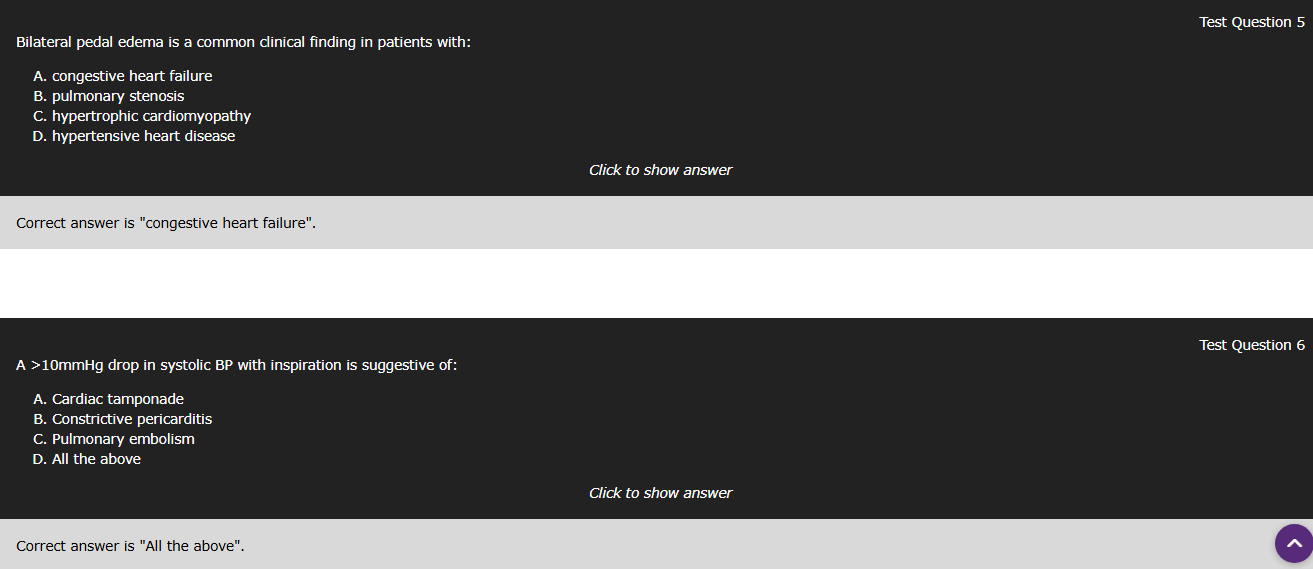 Test Question 5
Bilateral pedal edema is a common clinical finding in patients with:
A. congestive heart failure
B. pulmonary stenosis
C. hypertrophic cardiomyopathy
D. hypertensive heart disease
Click to show answer
Correct answer is "congestive heart failure".
Test Question 6
A >10mmHg drop in systolic BP with inspiration is suggestive of:
A. Cardiac tamponade
B. Constrictive pericarditis
C. Pulmonary embolism
D. All the above
Click to show answer
Correct answer is "All the above".